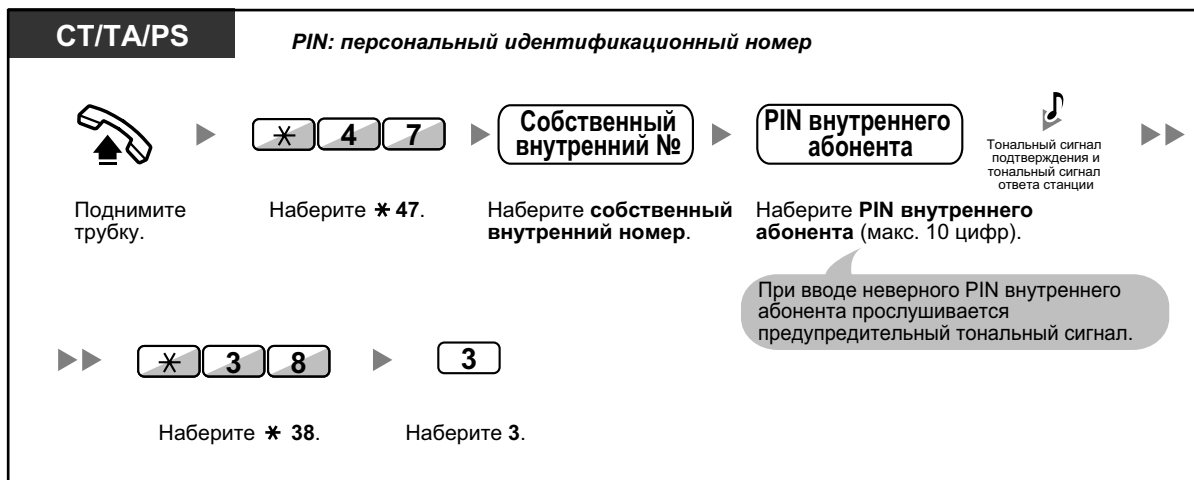 CT/TA/PS
PIN: персональный идентификационный номер
* 4 7
Собственный
внутренний №
PIN внутреннего
абонента
Тональный сигнал
подтверждения и
тональный сигнал
ответа станции
Поднимите
трубку.
Наберите * 47.
Наберите собственный
внутренний номер.
Наберите PIN внутреннего
абонента (макс. 10 цифр).
При вводе неверного PIN внутреннего
абонента прослушивается
предупредительный тональный сигнал.
* 3 8
3
Наберите * 38.
Наберите 3.